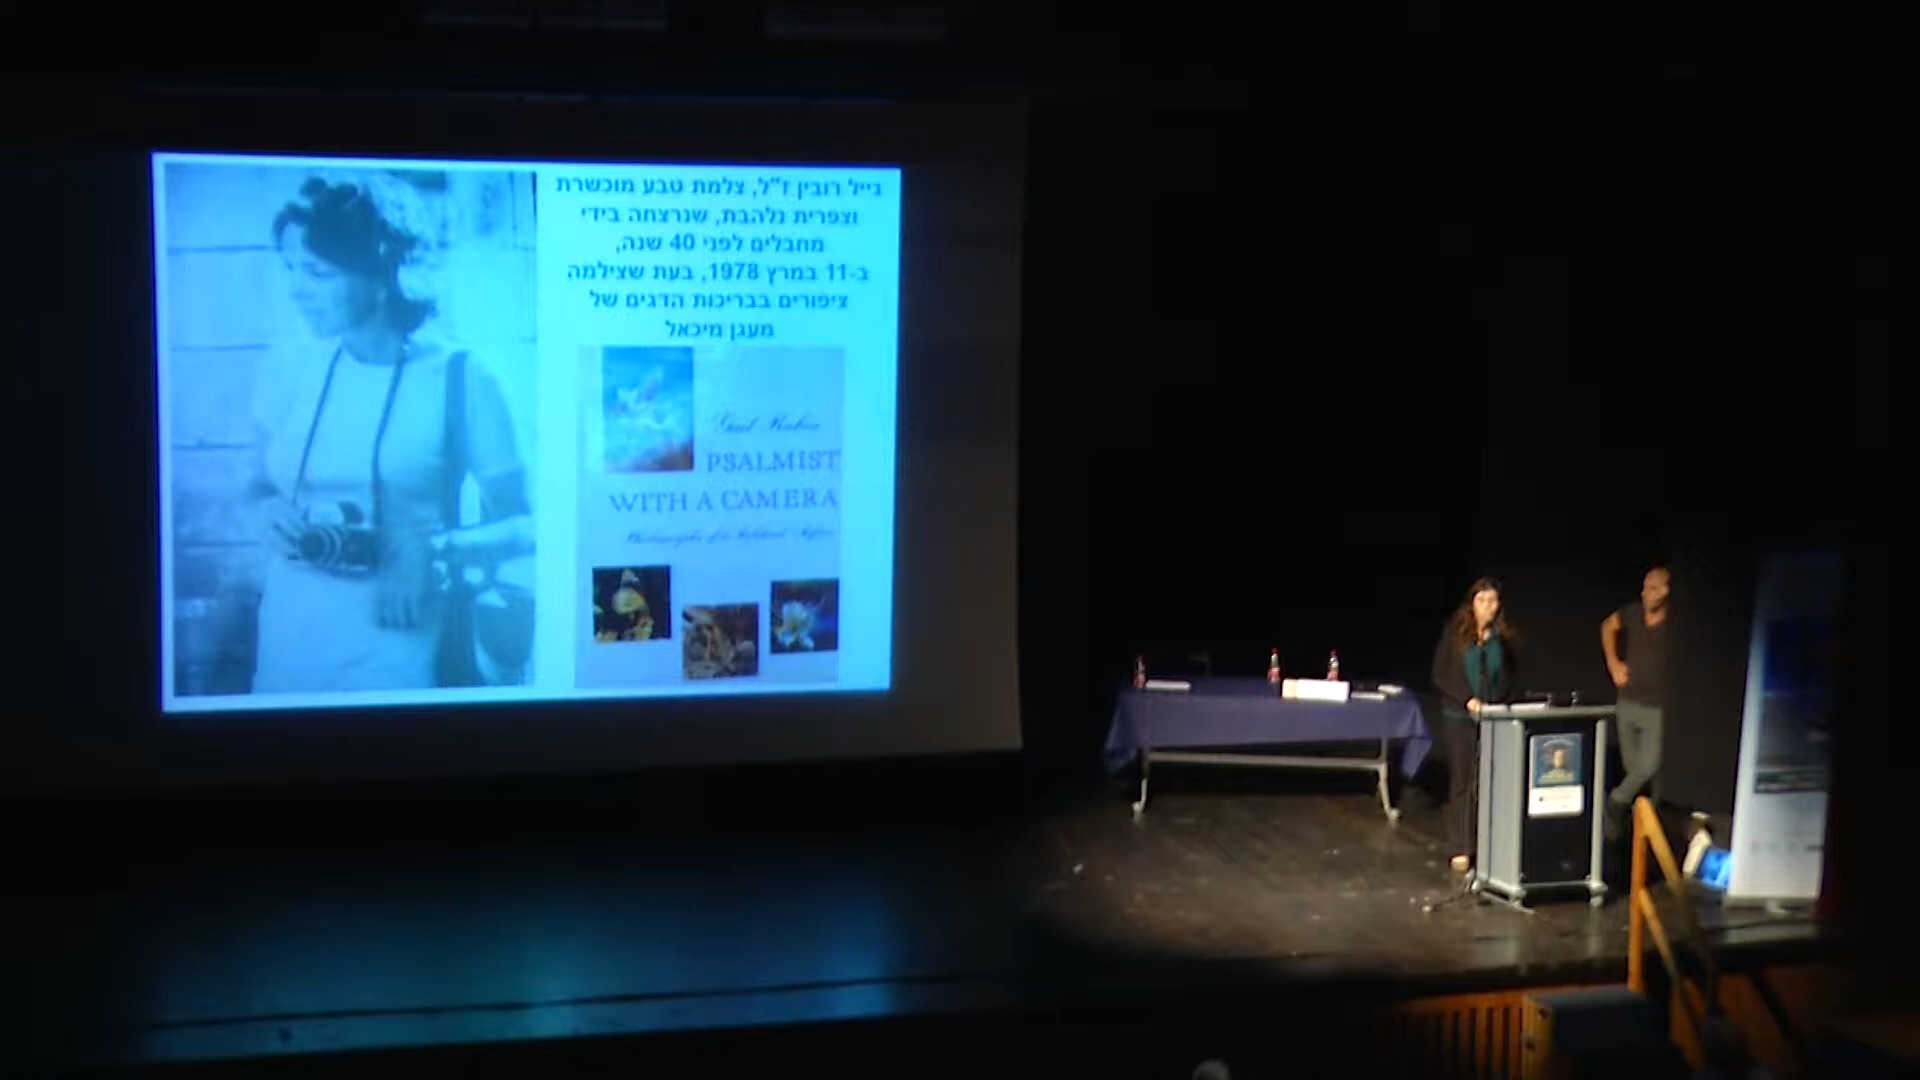 גייל רובין ז"ל, צלמת טבע מוכשרת
וצפרית נלהבת, שנרצחה בידי
מחבלים לפני 40 שנה,
ב-11 במרץ 1978, בעת שצילמה
ציפורים בבריכות הדגים של
מעגן מיכאל
Gail Rubin
PSALMIST
WITH A CAMERA